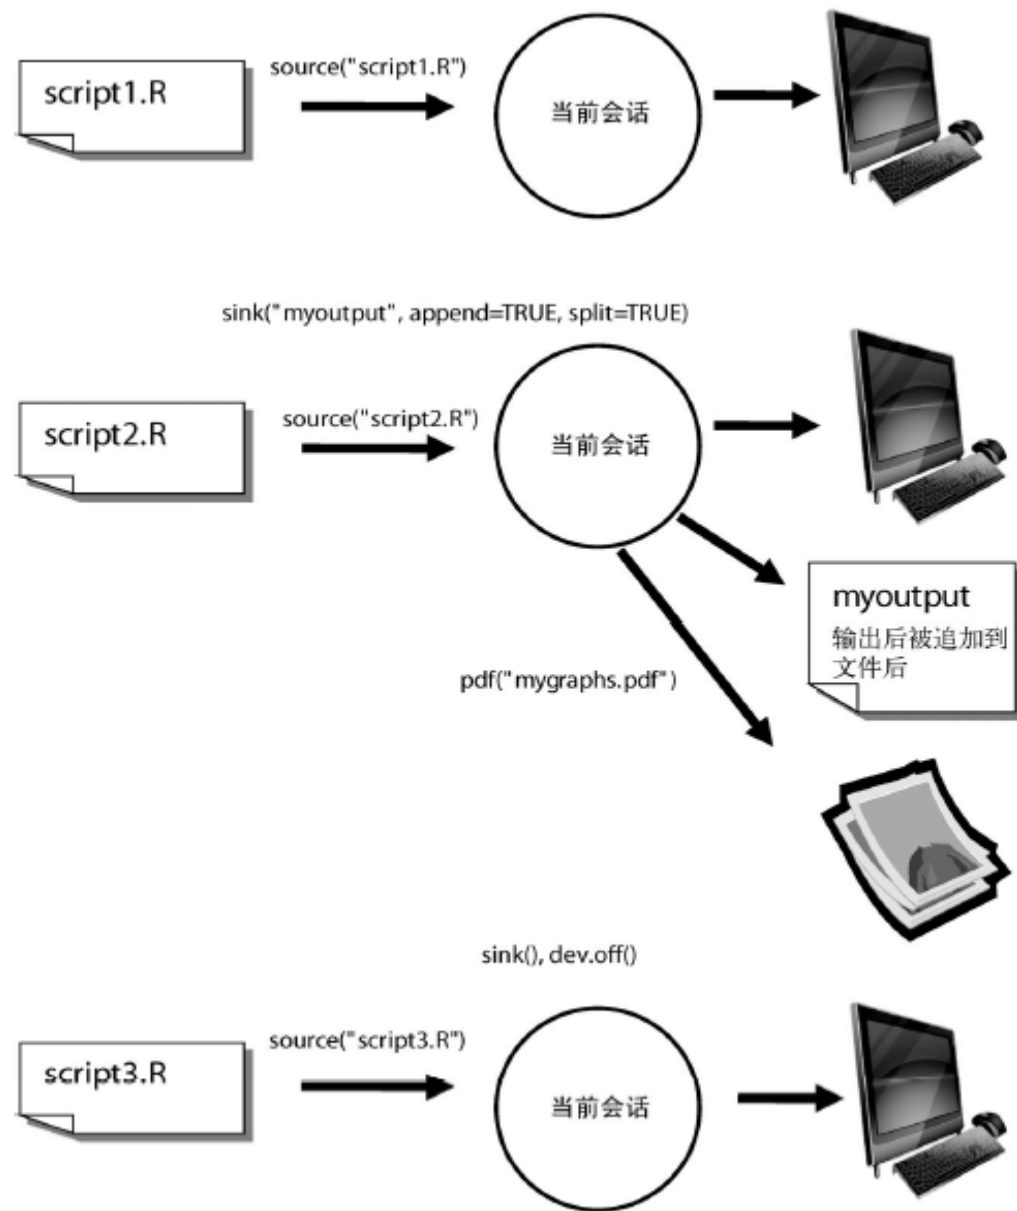 script1.R
source("script1.R")
当前会话
sink("myoutput", append=TRUE, split=TRUE)
script2.R
source("script2.R")
当前会话
myoutput
输出后被追加到
文件后
pdf("mygraphs.pdf")
sink(), dev.off()
script3.R
source("script3.R")
当前会话